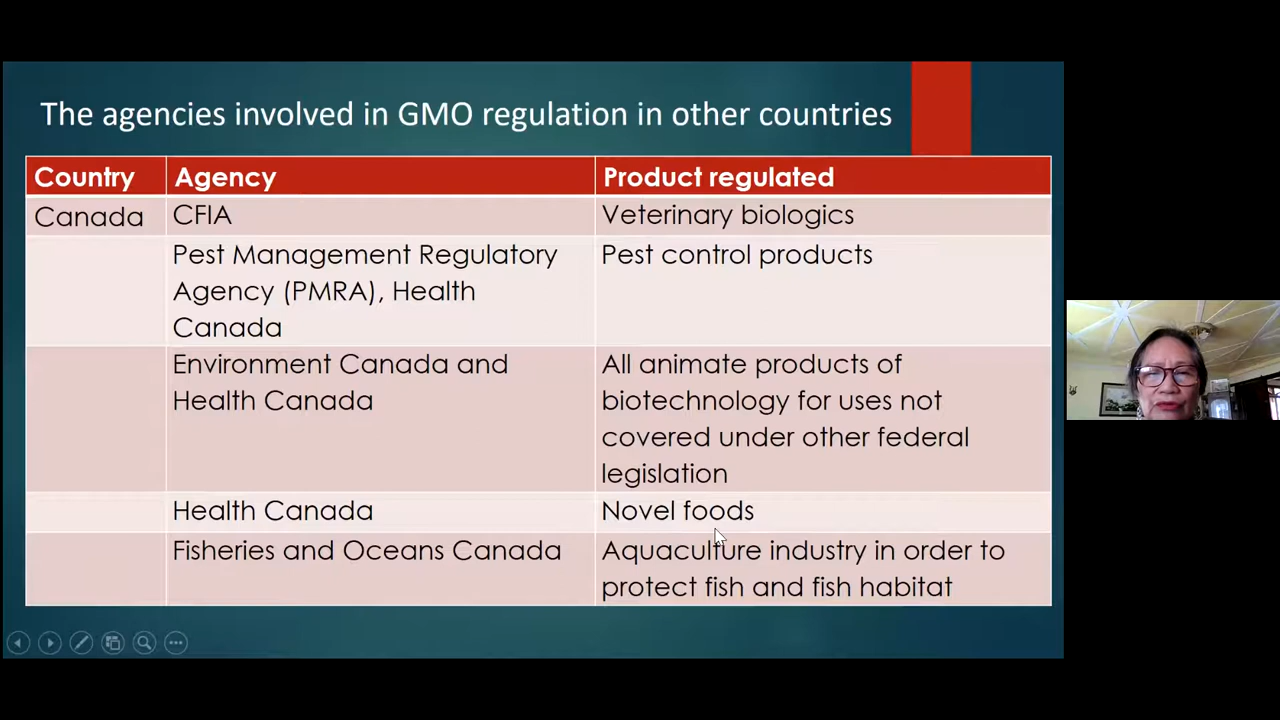 The agencies involved in GMO regulation in other countries
Country Agency Product regulated
Canada CFIA Veterinary biologics
Pest Management Regulatory
Agency (PMRA), Health
Canada
Pest control products
Environment Canada and
Health Canada
All animate products of
biotechnology for uses not
covered under other federal
legislation
Health Canada Novel foods
Fisheries and Oceans Canada
Aquaculture industry in order to
protect fish and fish habitat